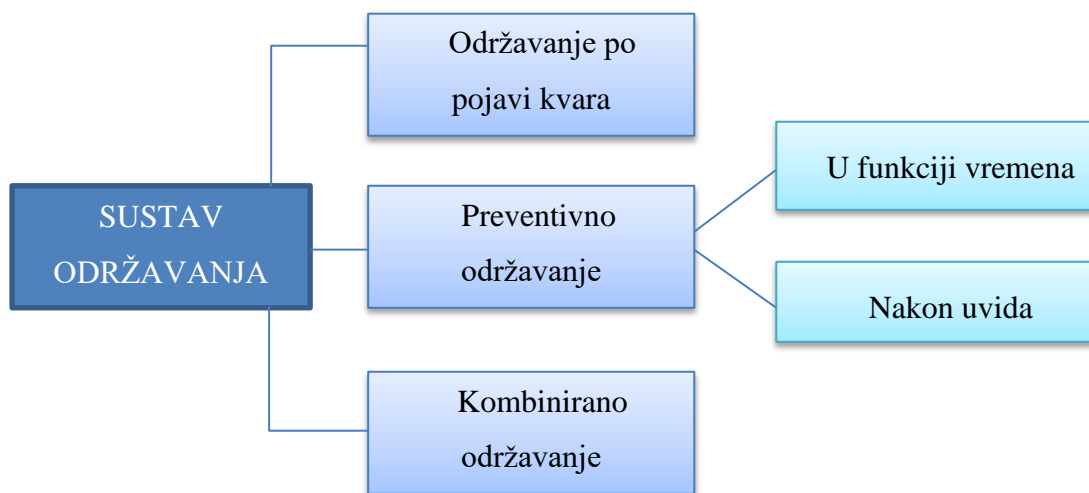 SUSTAV
ODRŽAVANJA
Održavanje po
pojavi kvara
Preventivno
održavanje
Kombinirano
održavanje
U funkciji vremena
Nakon uvida